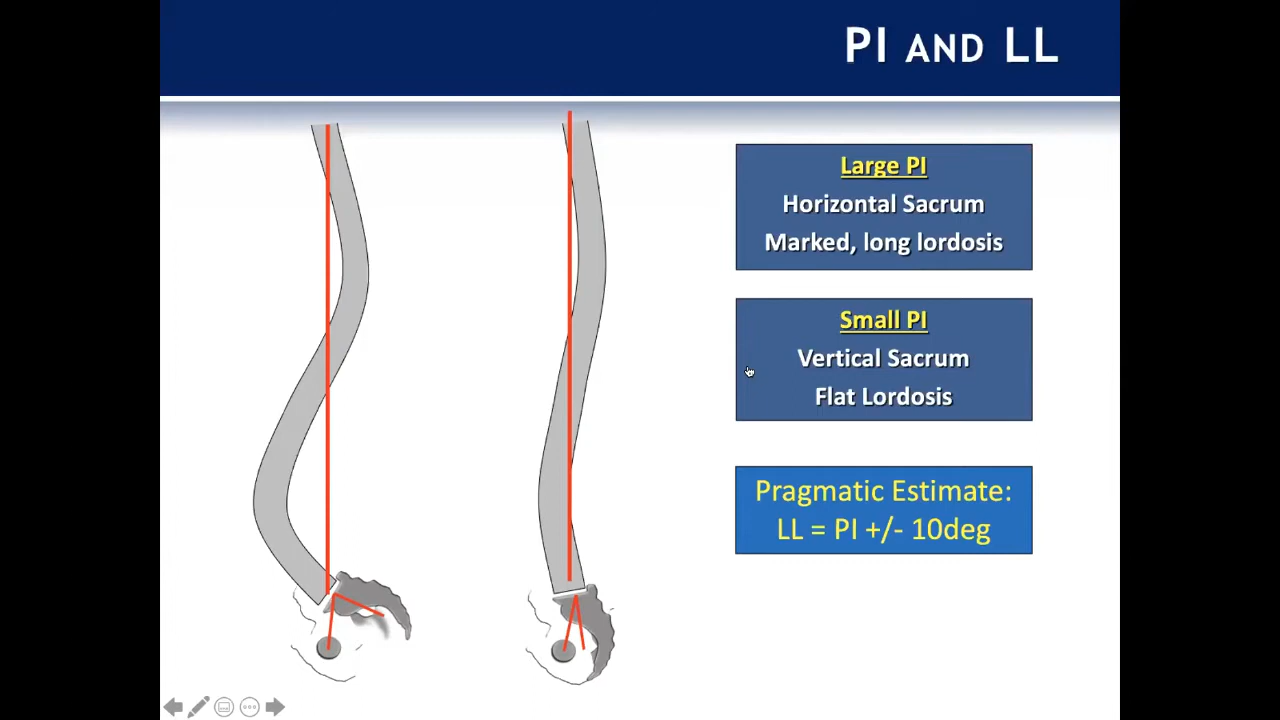 PI AND LL
Large PI
Horizontal Sacrum
Marked, long lordosis
Small PI
Vertical Sacrum
Flat Lordosis
Pragmatic Estimate:
LL = PI +/- 10deg